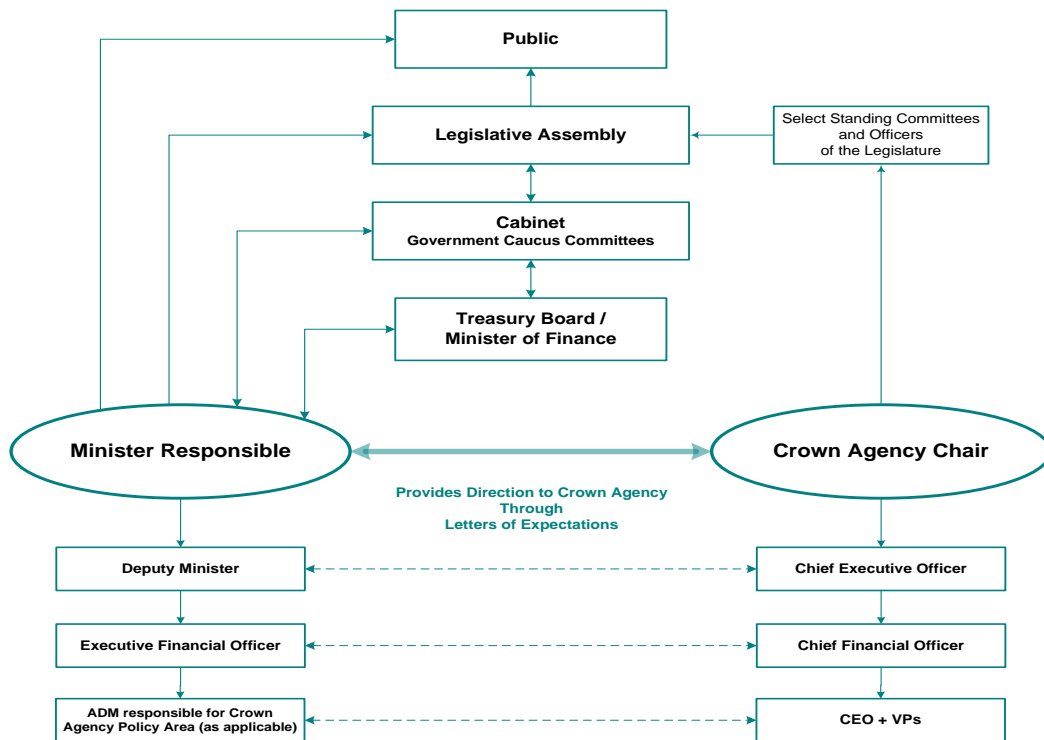 Public
Legislative Assembly
Select Standing Committees
and Officers
of the Legislature
Cabinet
Government Caucus Committees
Treasury Board /
Minister of Finance
Minister Responsible
Crown Agency Chair
Provides Direction to Crown Agency
Through
Letters of Expectations
Deputy Minister
Chief Executive Officer
Executive Financial Officer
Chief Financial Officer
ADM responsible for Crown
Agency Policy Area (as applicable)
CEO + VPs